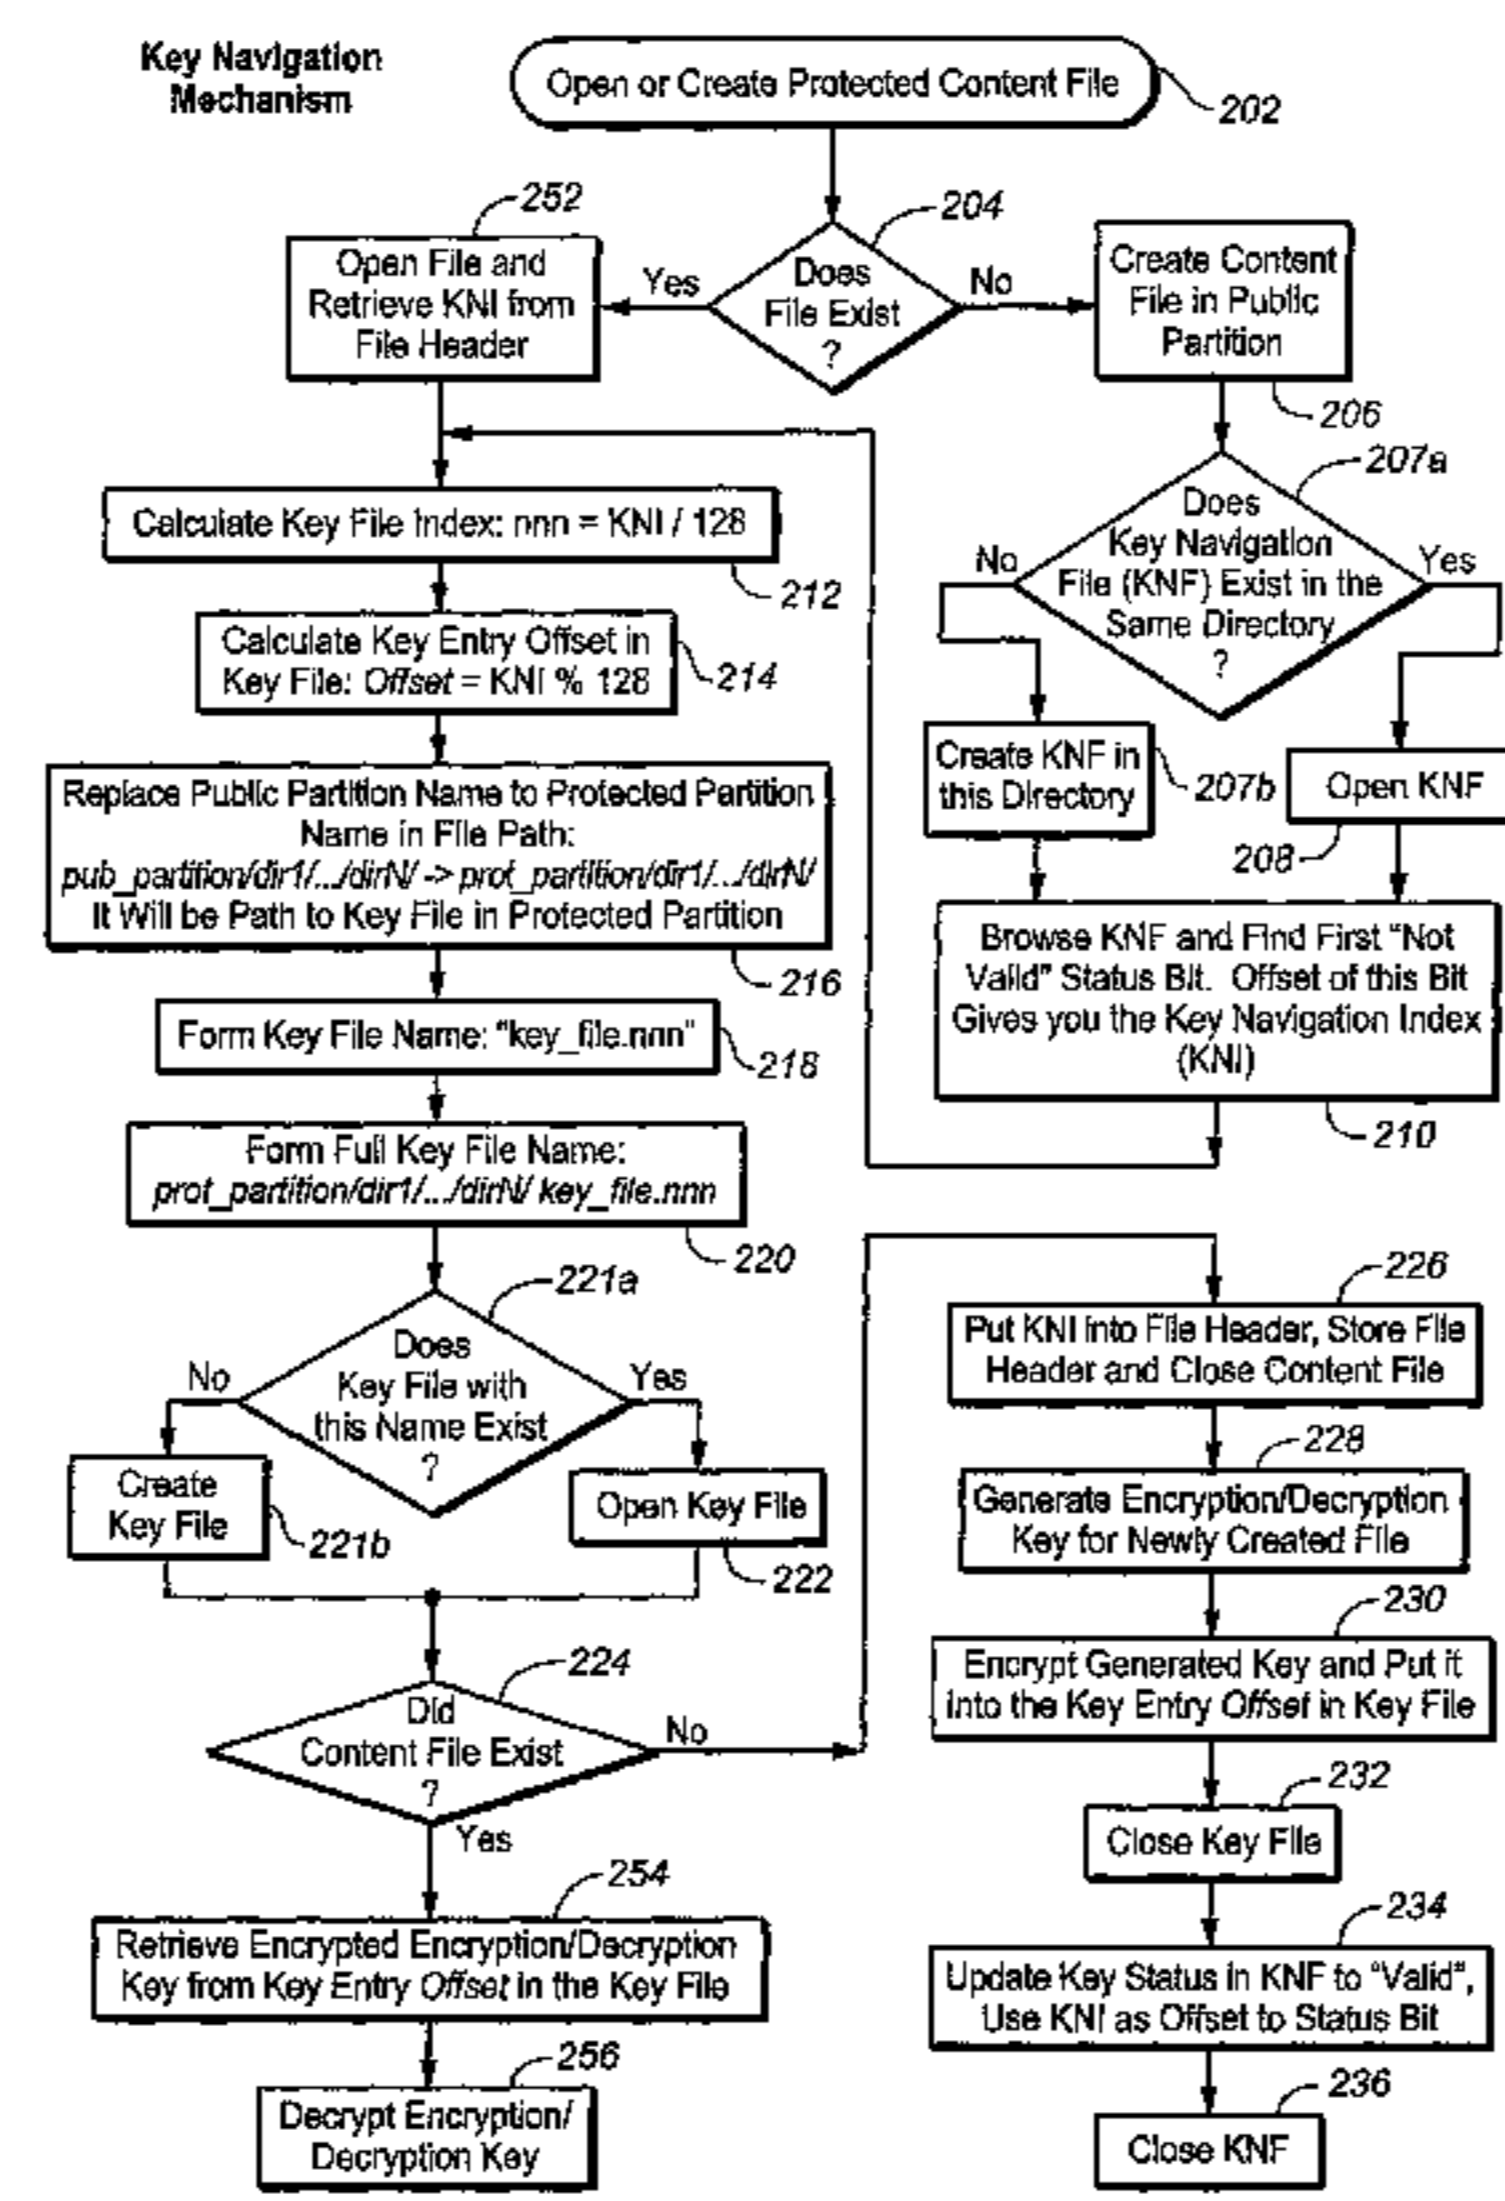 Key Navigation
Mechanism
Open or Create Protected Content File
202
252
Open File and
Retrieve KNI from
File Header
Yes
204
Does
File Exist
?
No
Create Content
File in Public
Partition
206
207a
Does
Key Navigation
File (KNF) Exist in the
Same Directory
?
No
Yes
Create KNF in
this Directory
207b
Open KNF
208
Browse KNF and Find First “Not
Valid” Status Bit. Offset of this Bit
Gives you the Key Navigation Index
(KNI)
210
Calculate Key File Index: nnn = KNI / 128
212
Calculate Key Entry Offset in
Key File: Offset = KNI % 128
214
Replace Public Partition Name to Protected Partition
Name in File Path:
pub_partition/dir1/.../dirN/ -> prot_partition/dir1/.../dirN/
It Will be Path to Key File in Protected Partition
216
Form Key File Name: “key_file.nnn”
218
Form Full Key File Name:
prot_partition/dir1/.../dirN/ key_file.nnn
220
221a
Does
Key File with
this Name Exist
?
No
Yes
Create
Key File
221b
Open Key File
222
224
Did
Content File Exist
?
No
Yes
254
Retrieve Encrypted Encryption/Decryption
Key from Key Entry Offset in the Key File
256
Decrypt Encryption/
Decryption Key
226
Put KNI into File Header, Store File
Header and Close Content File
228
Generate Encryption/Decryption
Key for Newly Created File
230
Encrypt Generated Key and Put it
into the Key Entry Offset in Key File
232
Close Key File
234
Update Key Status in KNF to “Valid”,
Use KNI as Offset to Status Bit
236
Close KNF